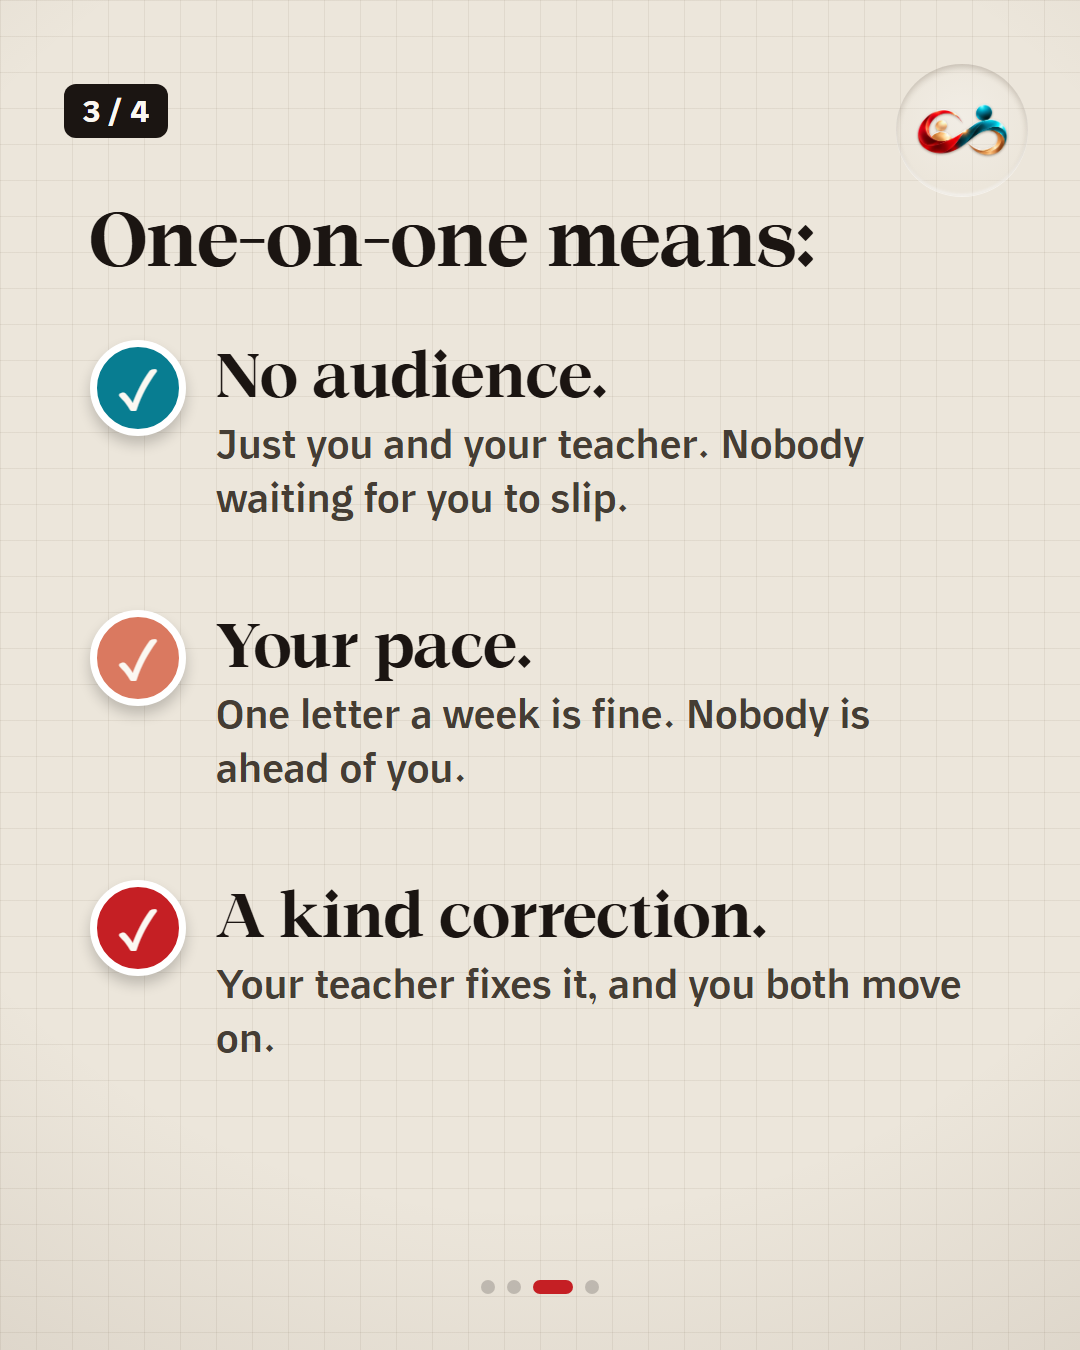 3 / 4
One-on-one means:
No audience.
Just you and your teacher. Nobody
waiting for you to slip.
Your pace.
One letter a week is fine. Nobody is
ahead of you.
A kind correction.
Your teacher fixes it, and you both move
on.